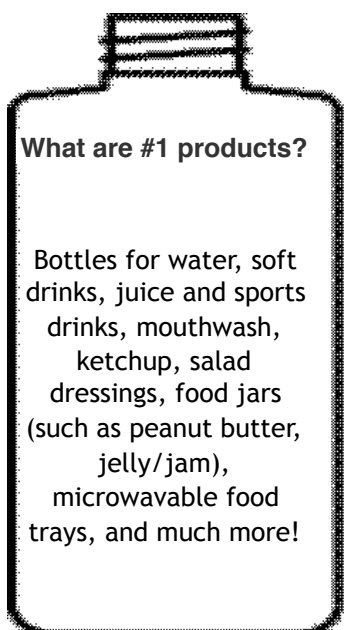 What are #1 products?
Bottles for water, soft
drinks, juice and sports
drinks, mouthwash,
ketchup, salad
dressings, food jars
(such as peanut butter,
jelly/jam),
microwavable food
trays, and much more!